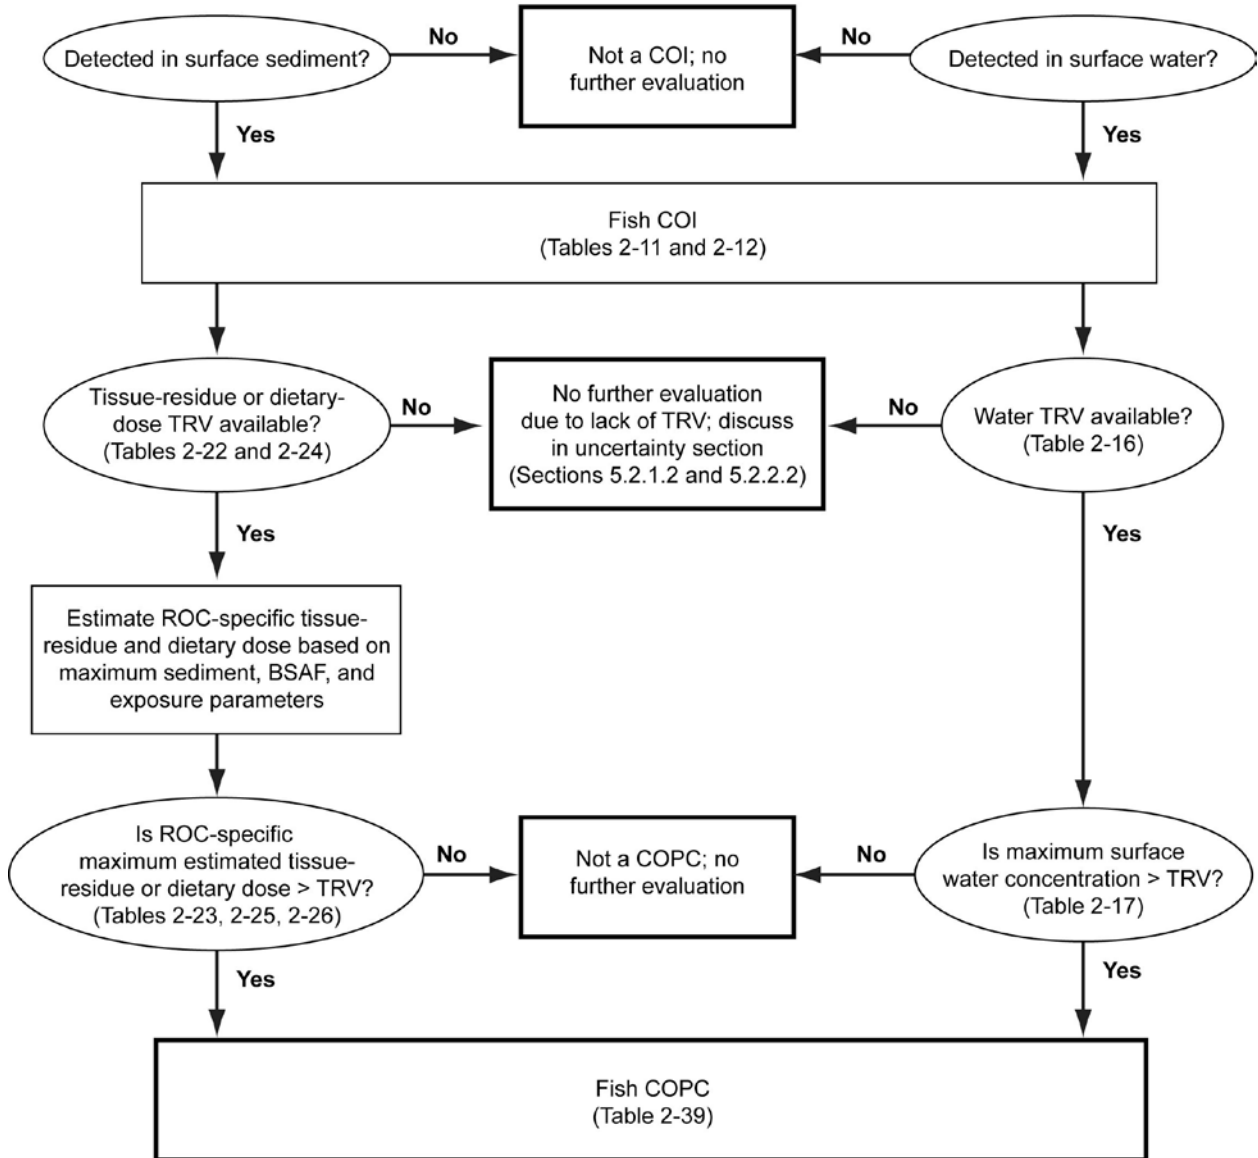 Detected in surface sediment?
No
Not a COI; no
further evaluation
No
Detected in surface water?
Yes
Yes
Fish COI
(Tables 2-11 and 2-12)
Tissue-residue or dietary-
dose TRV available?
(Tables 2-22 and 2-24)
No
No further evaluation
due to lack of TRV; discuss
in uncertainty section
(Sections 5.2.1.2 and 5.2.2.2)
No
Water TRV available?
(Table 2-16)
Yes
Yes
Estimate ROC-specific tissue-
residue and dietary dose based on
maximum sediment, BSAF, and
exposure parameters
Is ROC-specific
maximum estimated tissue-
residue or dietary dose > TRV?
(Tables 2-23, 2-25, 2-26)
No
Not a COPC; no
further evaluation
No
Is maximum surface
water concentration > TRV?
(Table 2-17)
Yes
Yes
Fish COPC
(Table 2-39)